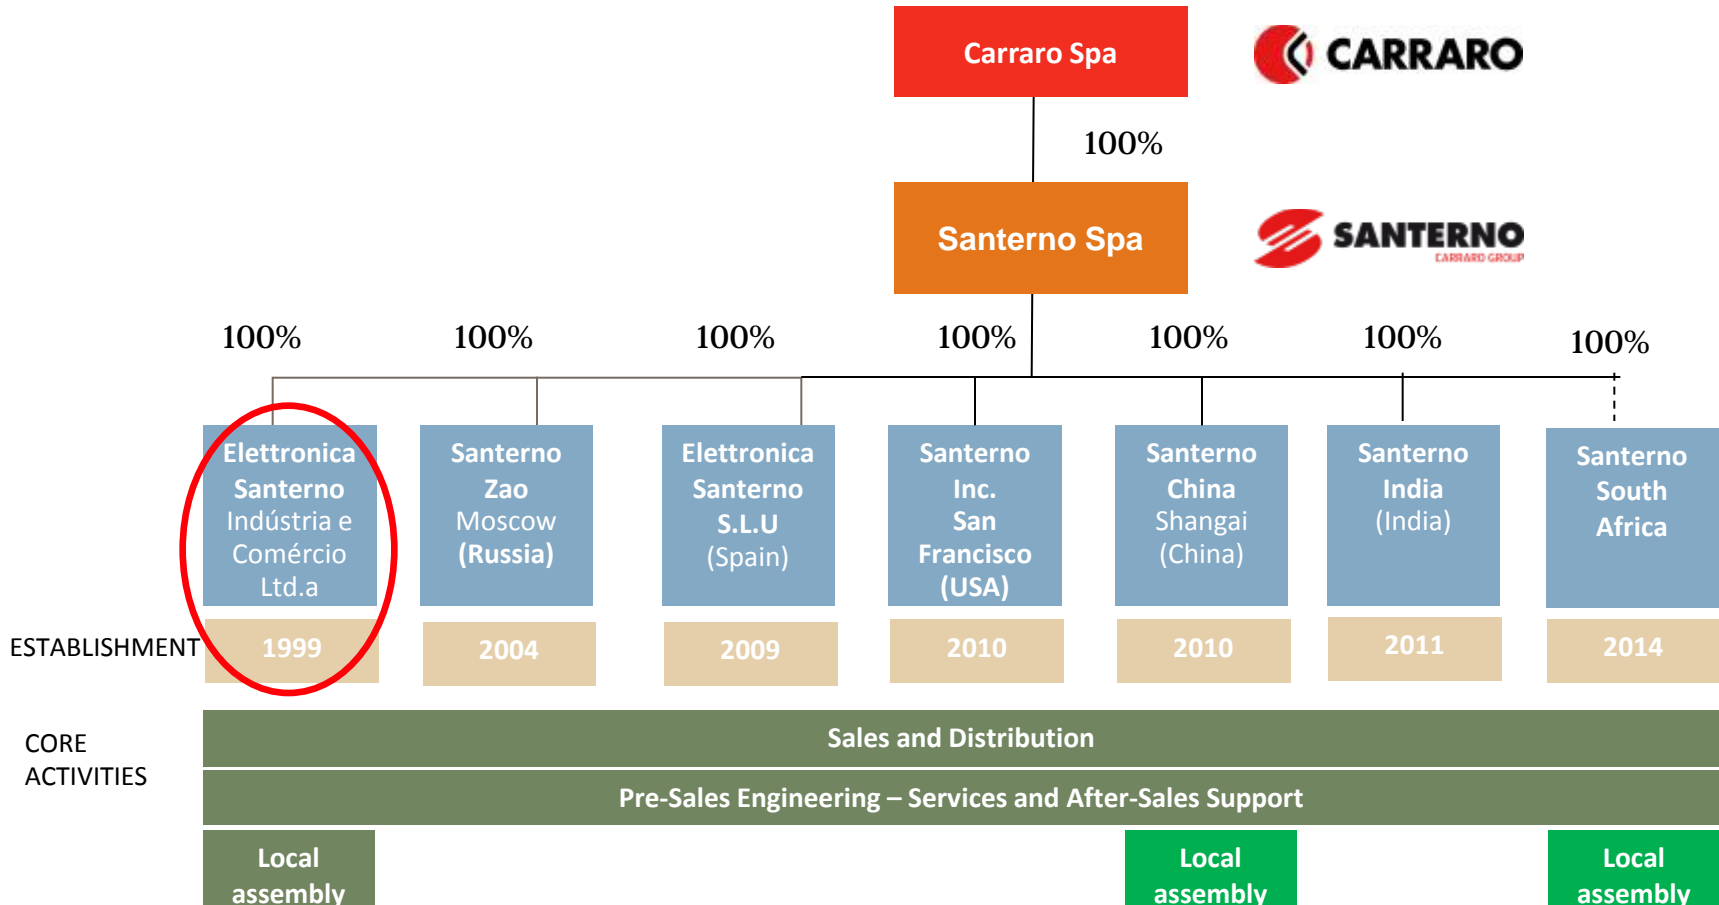 Carraro Spa
CARRARO
100%
Santerno Spa
SANTERNO
CARRARO GROUP
100%
100%
100%
100%
100%
100%
100%
Elettronica
Santerno
Indústria e
Comércio
Ltd.a
Santerno
Zao
Moscow
(Russia)
Elettronica
Santerno
S.L.U
(Spain)
Santerno
Inc.
San
Francisco
(USA)
Santerno
China
Shangai
(China)
Santerno
India
(India)
Santerno
South
Africa
ESTABLISHMENT
1999
2004
2009
2010
2010
2011
2014
CORE
ACTIVITIES
Sales and Distribution
Pre-Sales Engineering – Services and After-Sales Support
Local
assembly
Local
assembly
Local
assembly